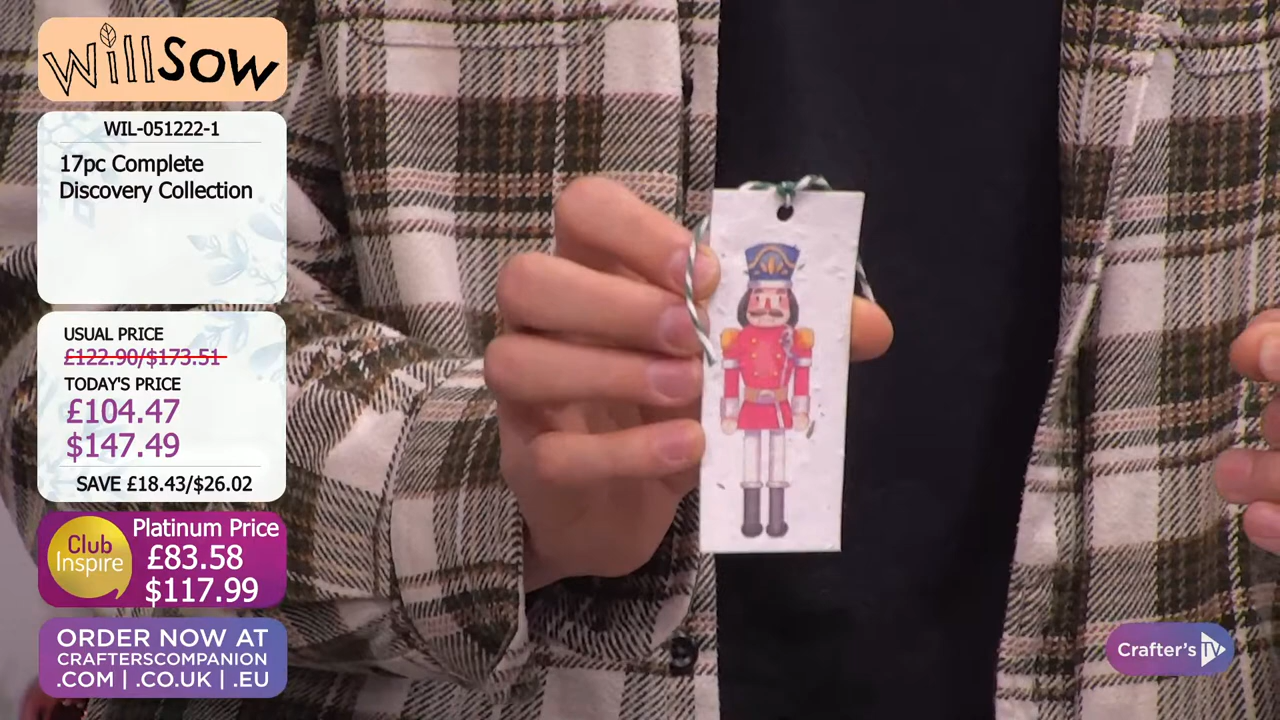 WillSow
WIL-051222-1
17pc Complete
Discovery Collection
USUAL PRICE
£122.90/$173.51
TODAY'S PRICE
£104.47
$147.49
SAVE £18.43/$26.02
Club
Inspire
Platinum Price
£83.58
$117.99
ORDER NOW AT
CRAFTERSCOMPANION
.COM | .CO.UK | .EU
Crafter's TV